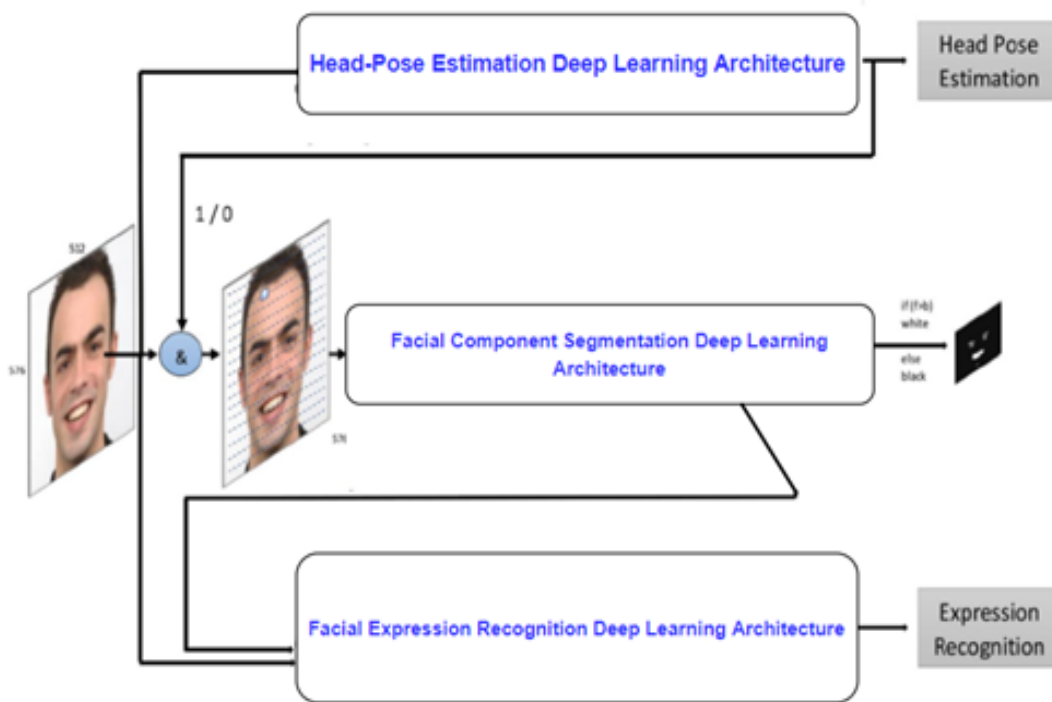 Head-Pose Estimation Deep Learning Architecture
Head Pose
Estimation
1 / 0
512
576
&
576
Facial Component Segmentation Deep Learning
Architecture
if (f>b)
white
else
black
Facial Expression Recognition Deep Learning Architecture
Expression
Recognition